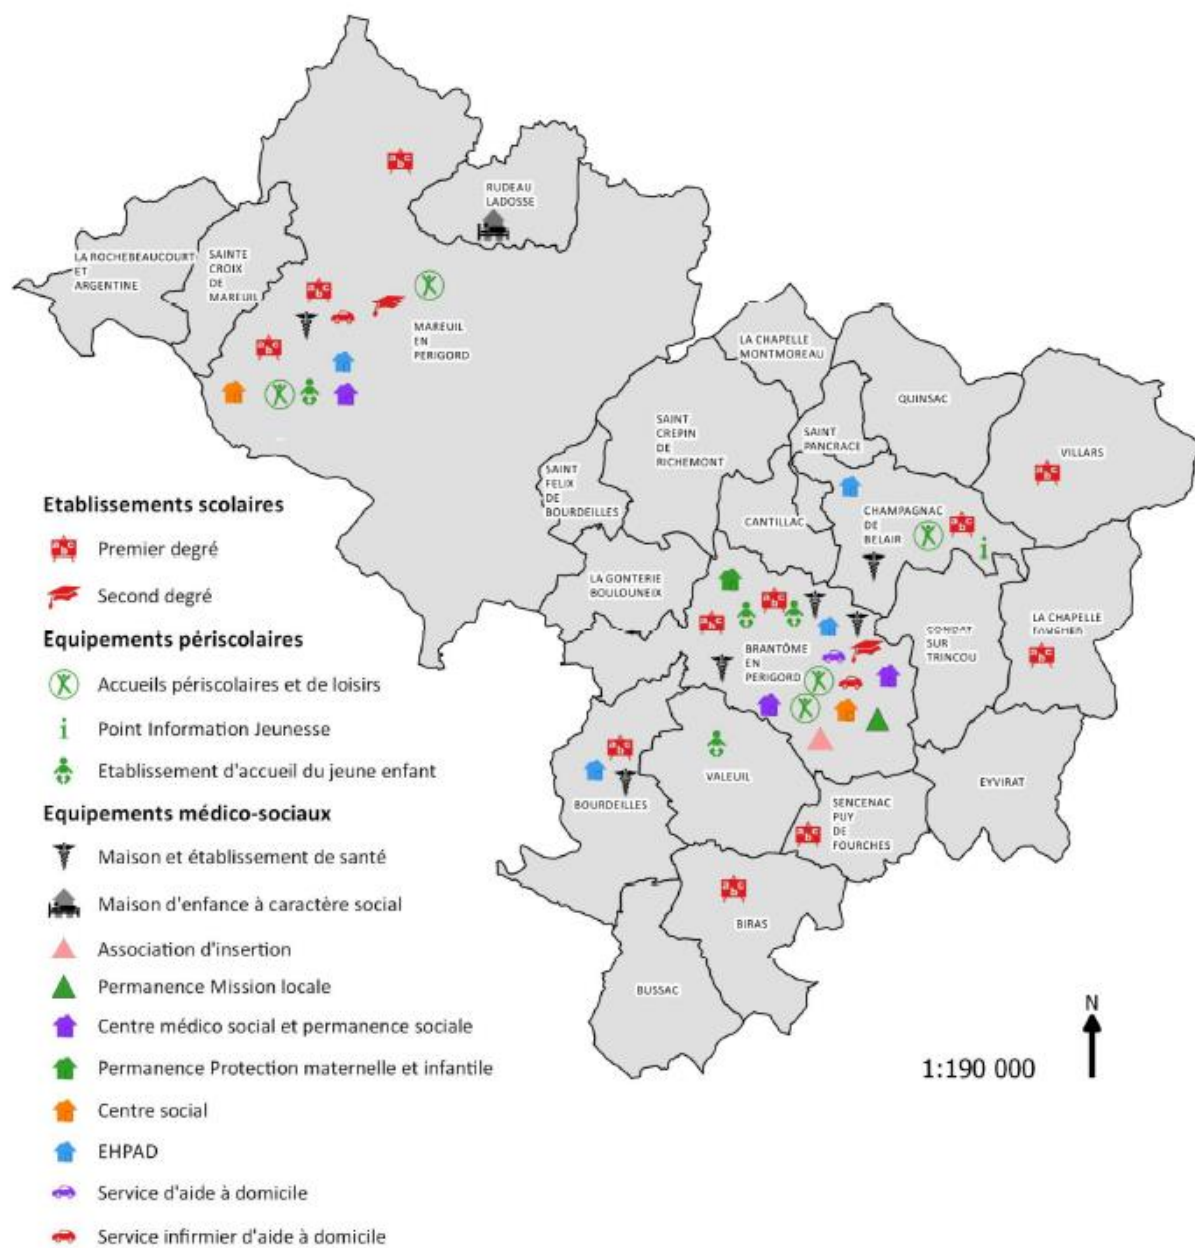 RUDEAU
LADOSSE
LA ROCHEBEAUCOURT
ET
ARGENTINE
SAINTE
CROIX
DE
MAREUIL
MAREUIL
EN
PERIGORD
LA CHAPELLE
MONTMOREAU
QUINSAC
SAINT
CREPIN
DE
RICHEMONT
SAINT
PANCRACE
VILLARS
SAINT
FELIX
DE
BOURDEILLES
CANTILLAC
CHAMPAGNAC
DE
BELAIR
LA GONTERIE
BOULOUNEIX
LA CHAPELLE
SUR
TRINCOU
BRANTÔME
EN
PERIGORD
BOURDEILLES
VALEUIL
SENCENAC
PUY
DE
FOURCHES
EYVIRAT
BIRAS
BUSSAC
Etablissements scolaires
Premier degré
Second degré
Equipements périscolaires
Accueils périscolaires et de loisirs
Point Information Jeunesse
Etablissement d'accueil du jeune enfant
Equipements médico-sociaux
Maison et établissement de santé
Maison d'enfance à caractère social
Association d'insertion
Permanence Mission locale
Centre médico social et permanence sociale
Permanence Protection maternelle et infantile
Centre social
EHPAD
Service d'aide à domicile
Service infirmier d'aide à domicile
1:190 000
N